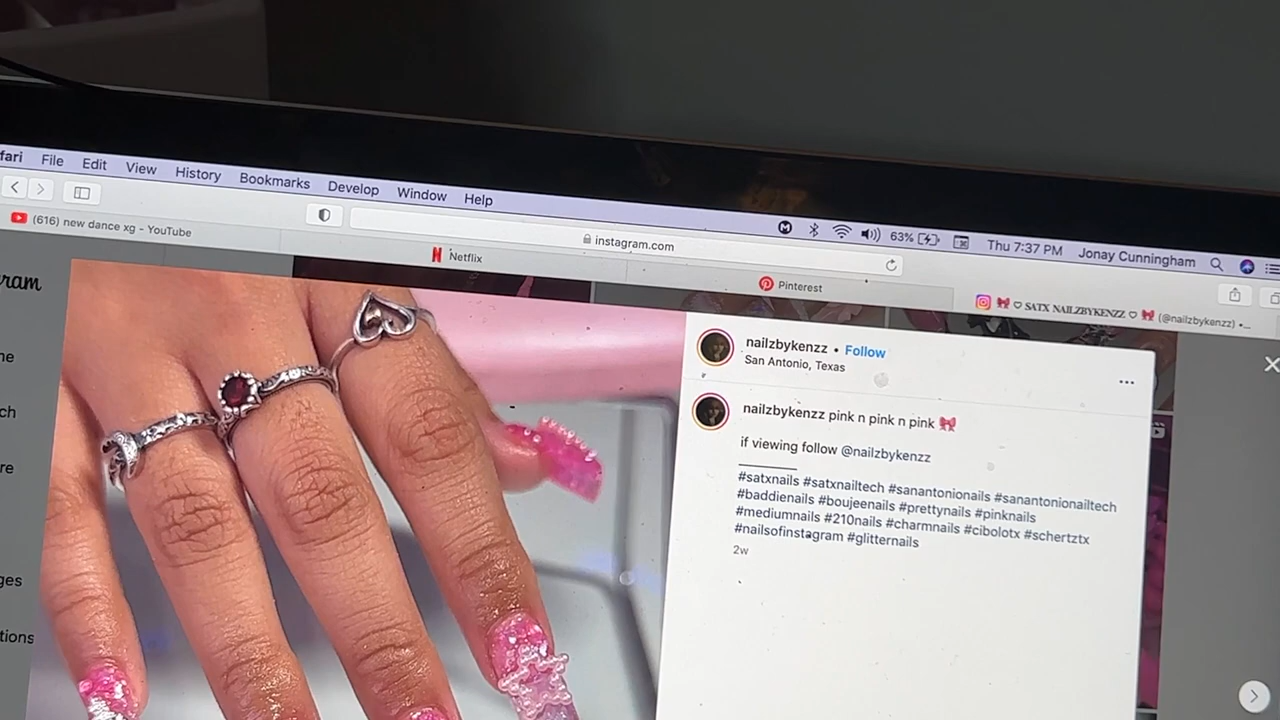 fari File Edit View History Bookmarks Develop Window Help 63% Thu 7:37 PM Jonay Cunningham
instagram.com
(616) new dance xg - YouTube
Netflix
Pinterest
🎀 ♡ SATX NAILZBYKENZZ ♡ 🎀 (@nailzbykenzz) •...
ram
me
ch
re
ges
tions
nailzbykenzz • Follow
San Antonio, Texas
nailzbykenzz pink n pink n pink 🎀
if viewing follow @nailzbykenzz
#satxnails #satxnailtech #sanantonionails #sanantonionailtech
#baddienails #boujeenails #prettynails #pinknails
#mediumnails #210nails #charmnails #cibolotx #schertztx
#nailsofinstagram #glitternails
2w